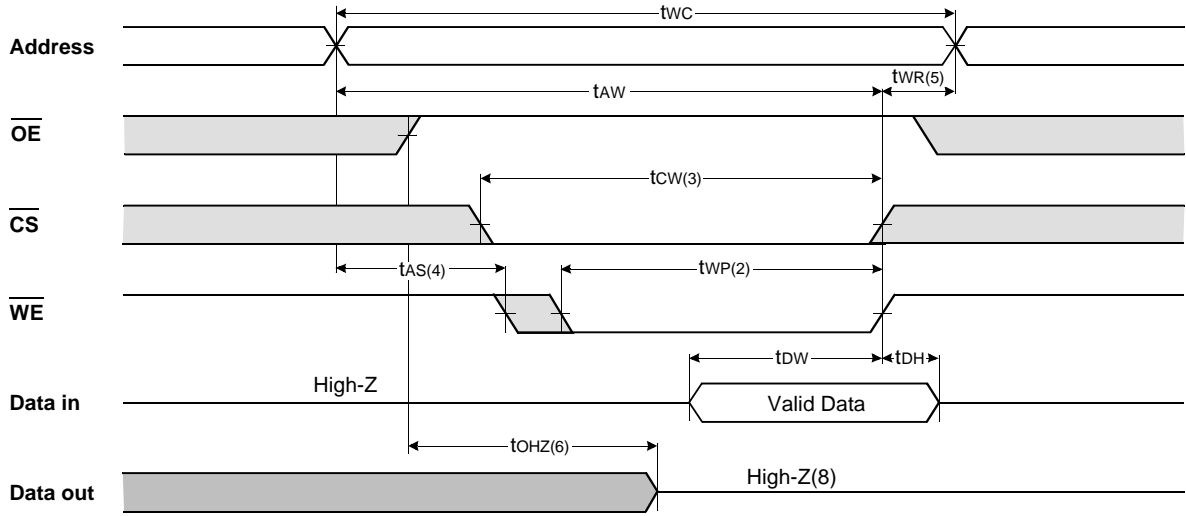 tWC
Address
tWR(5)
tAW
OE
tCW(3)
CS
tAS(4)
tWP(2)
WE
tDW
tDH
High-Z
Data in
Valid Data
tOHZ(6)
High-Z(8)
Data out